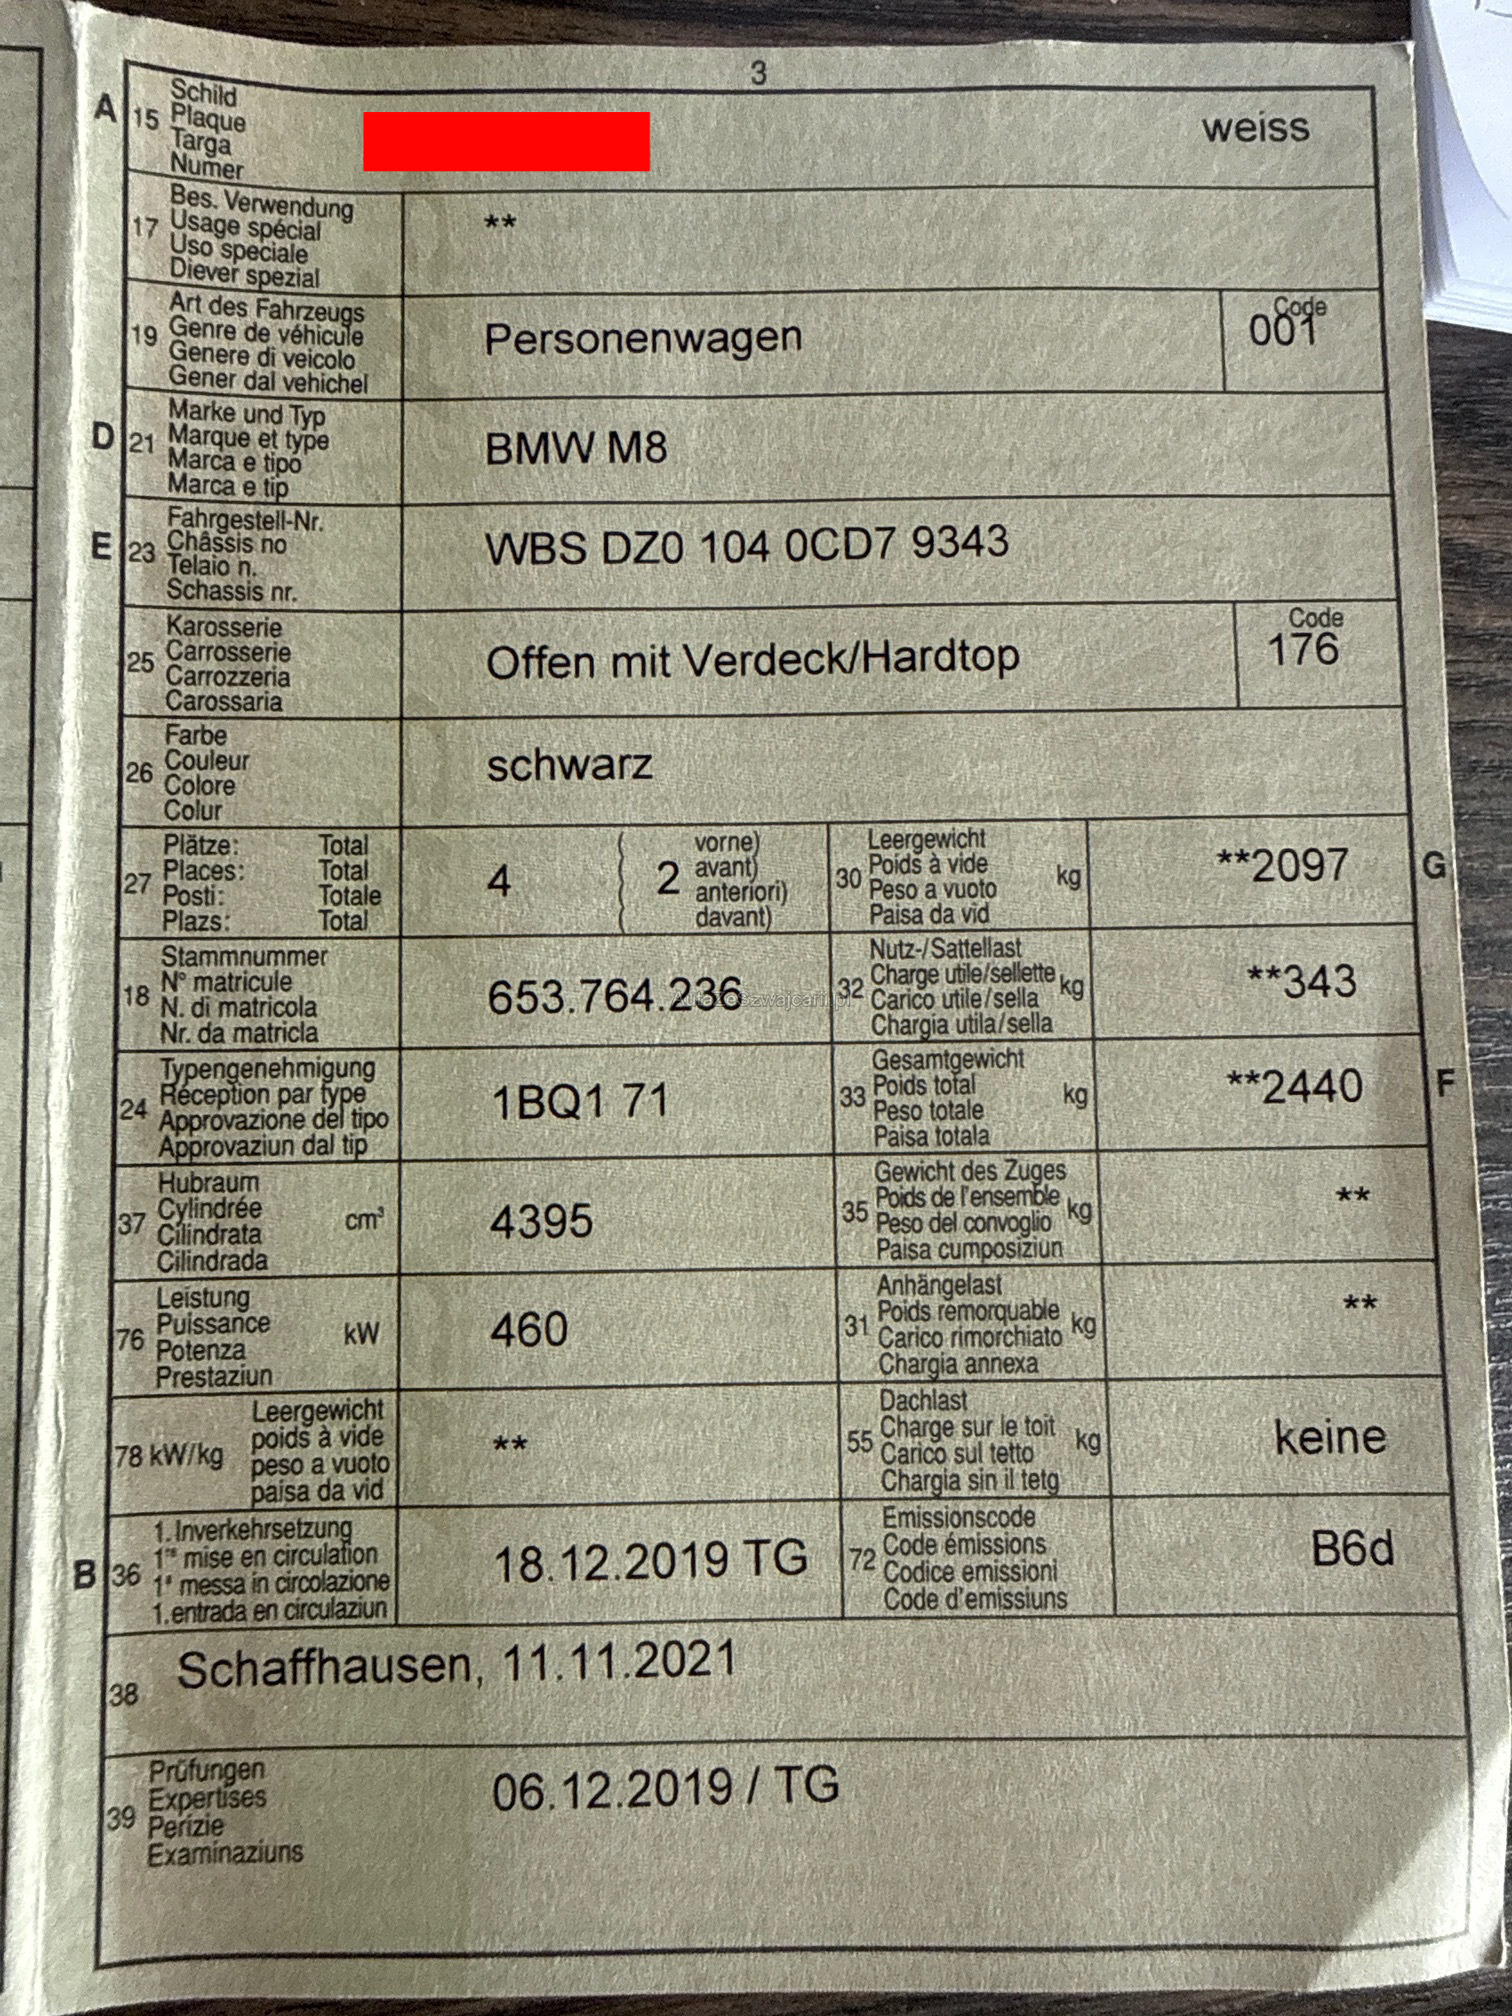 3
A 15 Schild
Plaque
Targa
Numer
weiss
17 Bes. Verwendung
Usage spécial
Uso speciale
Diever spezial
**
19 Art des Fahrzeugs
Genre de véhicule
Genere di veicolo
Gener dal vehichel
Personenwagen
Code
001
D 21 Marke und Typ
Marque et type
Marca e tipo
Marca e tip
BMW M8
E 23 Fahrgestell-Nr.
Châssis no
Telaio n.
Schassis nr.
WBS DZ0 104 0CD7 9343
25 Karosserie
Carrosserie
Carrozzeria
Carossaria
Offen mit Verdeck/Hardtop
Code
176
26 Farbe
Couleur
Colore
Colur
schwarz
27 Plätze: Total
Places: Total
Posti: Totale
Plazs: Total
4
( 2 vorne)
( avant)
( anteriori)
( davant)
30 Leergewicht
Poids à vide
Peso a vuoto
Paisa da vid
kg
**2097
G
18 Stammnummer
N° matricule
N. di matricola
Nr. da matricla
653.764.236
AutazeSzwajcarii.pl
32 Nutz-/Sattellast
Charge utile/sellette
Carico utile/sella
Chargia utila/sella
kg
**343
24 Typengenehmigung
Réception par type
Approvazione del tipo
Approvaziun dal tip
1BQ1 71
33 Gesamtgewicht
Poids total
Peso totale
Paisa totala
kg
**2440
F
37 Hubraum
Cylindrée
Cilindrata
Cilindrada
cm³
4395
35 Gewicht des Zuges
Poids de l'ensemble
Peso del convoglio
Paisa cumposiziun
kg
**
76 Leistung
Puissance
Potenza
Prestaziun
kW
460
31 Anhängelast
Poids remorquable
Carico rimorchiato
Chargia annexa
kg
**
78 kW/kg Leergewicht
poids à vide
peso a vuoto
paisa da vid
**
55 Dachlast
Charge sur le toit
Carico sul tetto
Chargia sin il tetg
kg
keine
B 36 1. Inverkehrsetzung
1re mise en circulation
1a messa in circolazione
1. entrada en circulaziun
18.12.2019 TG
72 Emissionscode
Code émissions
Codice emissioni
Code d'emissiuns
B6d
38 Schaffhausen, 11.11.2021
39 Prüfungen
Expertises
Perizie
Examinaziuns
06.12.2019 / TG